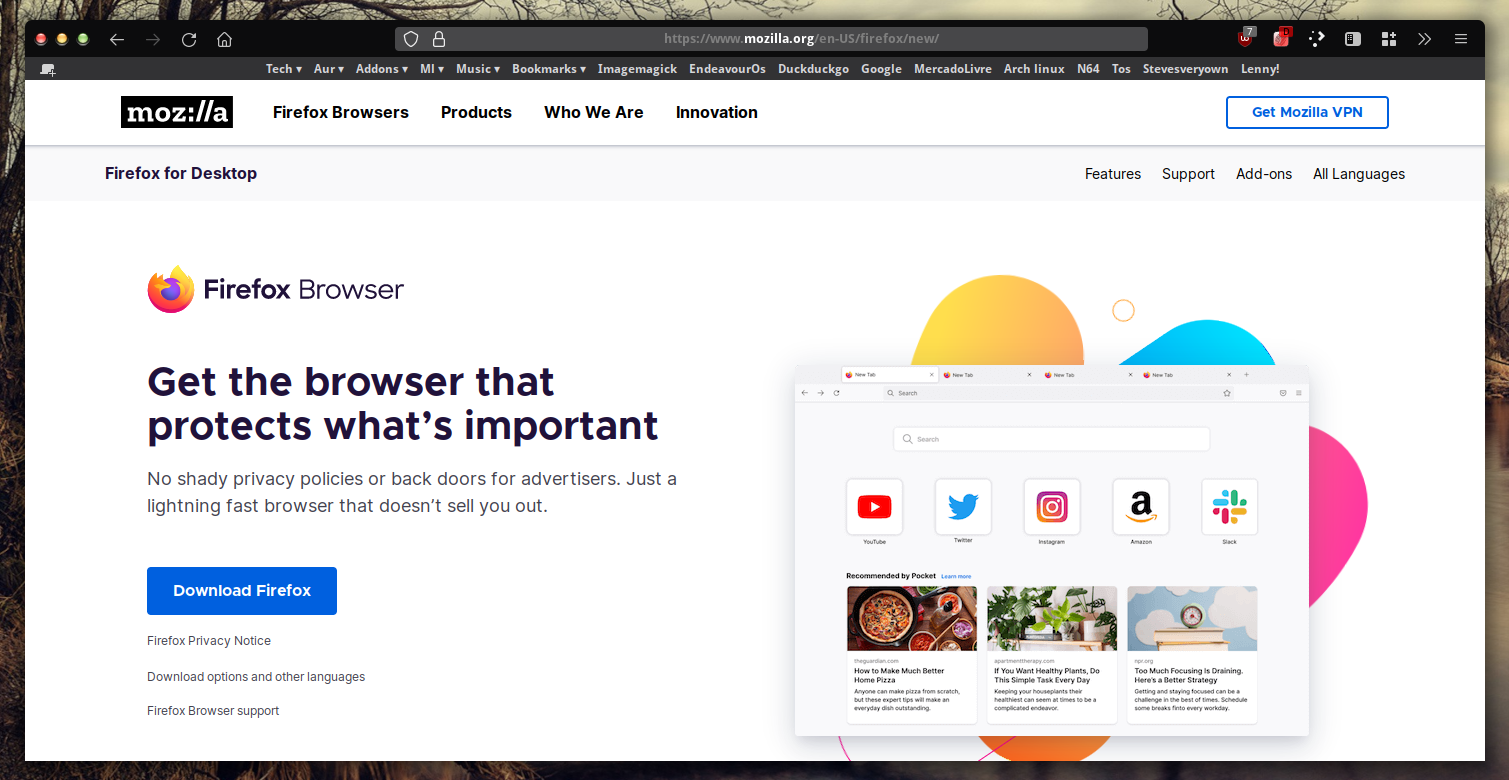 https://www.mozilla.org/en-US/firefox/new/
7
Tech ▾ Aur ▾ Addons ▾ MI ▾ Music ▾ Bookmarks ▾ Imagemagick EndeavourOs Duckduckgo Google MercadoLivre Arch linux N64 Tos Stevesveryown Lenny!
moz://a Firefox Browsers Products Who We Are Innovation Get Mozilla VPN
Firefox for Desktop Features Support Add-ons All Languages
Firefox Browser
Get the browser that
protects what’s important
No shady privacy policies or back doors for advertisers. Just a
lightning fast browser that doesn’t sell you out.
Download Firefox
Firefox Privacy Notice
Download options and other languages
Firefox Browser support
New Tab New Tab New Tab New Tab
Search
Search
YouTube Twitter Instagram Amazon Slack
Recommended by Pocket Learn more
theguardian.com
How to Make Much Better
Home Pizza
Anyone can make pizza from scratch,
but these expert tips will make an
everyday dish outstanding.
apartmenttherapy.com
If You Want Healthy Plants, Do
This Simple Task Every Day
Keeping your houseplants their
healthiest can seem at times to be a
complicated endeavor.
npr.org
Too Much Focusing Is Draining.
Here’s a Better Strategy
Getting and staying focused can be a
challenge in the best of times. Schedule
some breaks finto every workday.